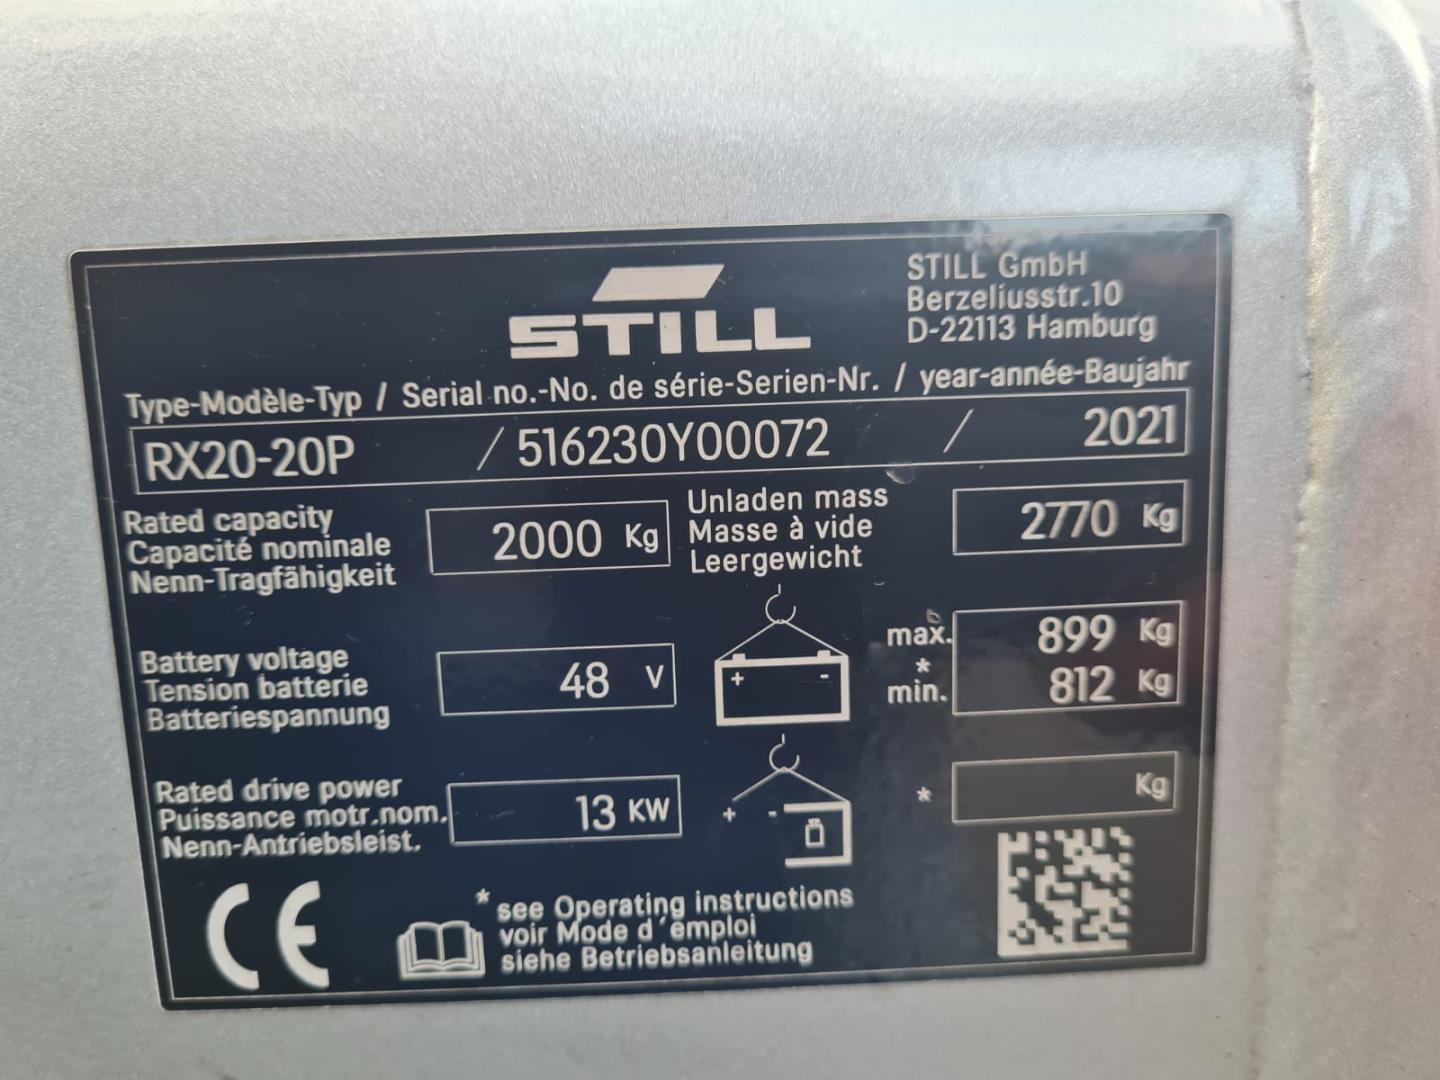 STILL
STILL GmbH
Berzeliusstr.10
D-22113 Hamburg
Type-Modèle-Typ / Serial no.-No. de série-Serien-Nr. / year-année-Baujahr
RX20-20P / 516230Y00072 / 2021
Rated capacity
Capacité nominale
Nenn-Tragfähigkeit
2000 Kg
Unladen mass
Masse à vide
Leergewicht
2770 Kg
Battery voltage
Tension batterie
Batteriespannung
48 V
+ -
max. 899 Kg
*
min. 812 Kg
Rated drive power
Puissance motr.nom.
Nenn-Antriebsleist.
13 KW
+ -
* Kg
CE
* see Operating instructions
voir Mode d'emploi
siehe Betriebsanleitung